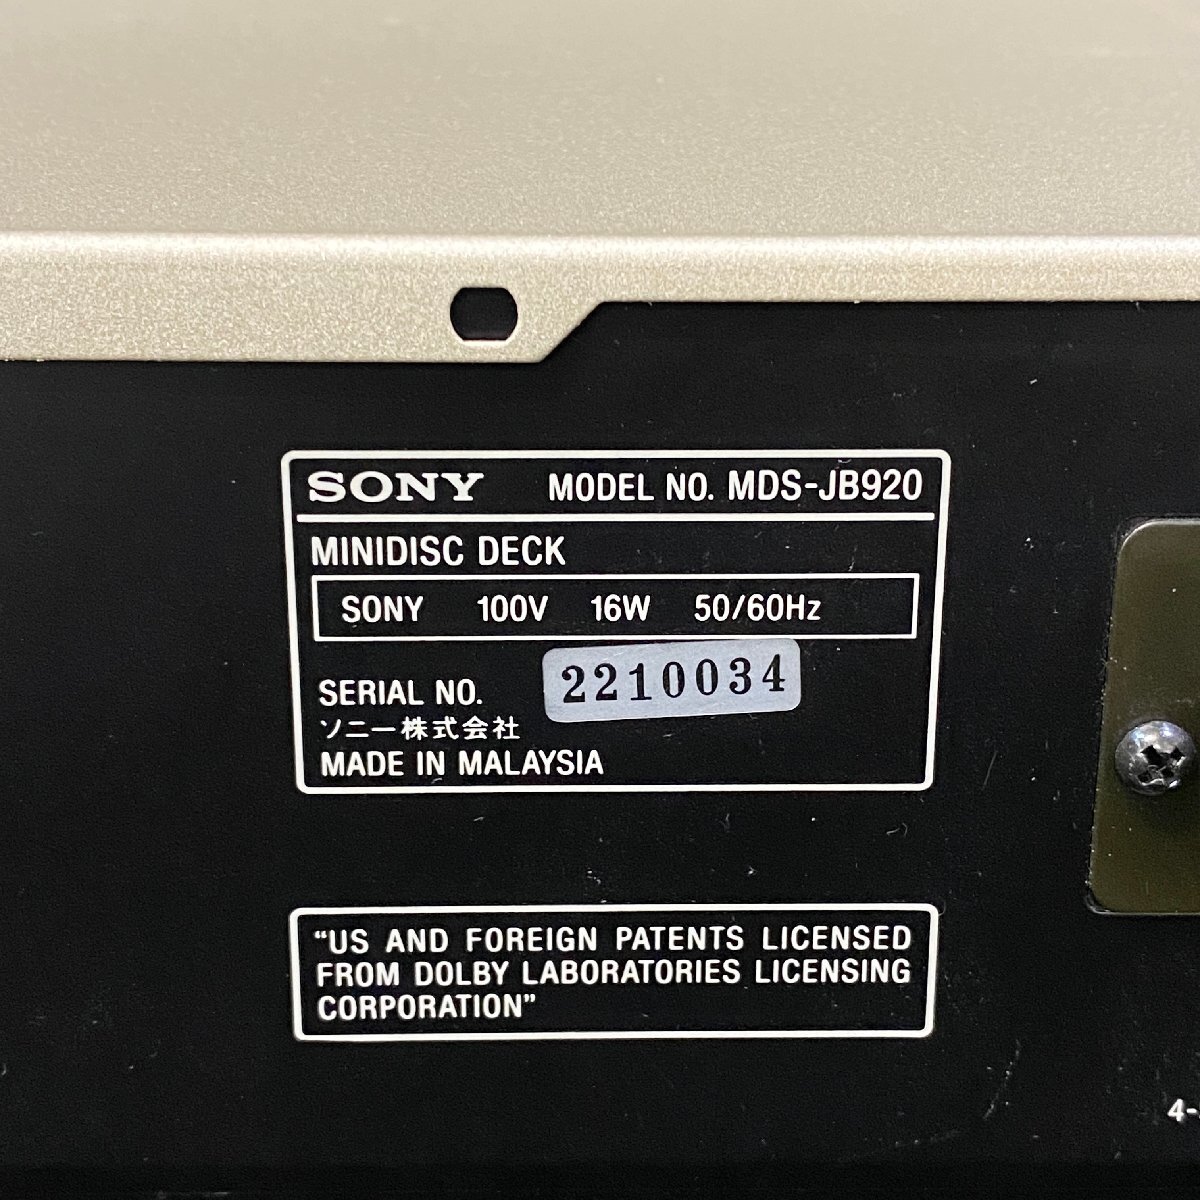 SONY MODEL NO. MDS-JB920
MINIDISC DECK
SONY 100V 16W 50/60Hz
SERIAL NO. 2210034
ソニー株式会社
MADE IN MALAYSIA
“US AND FOREIGN PATENTS LICENSED
FROM DOLBY LABORATORIES LICENSING
CORPORATION”
4-